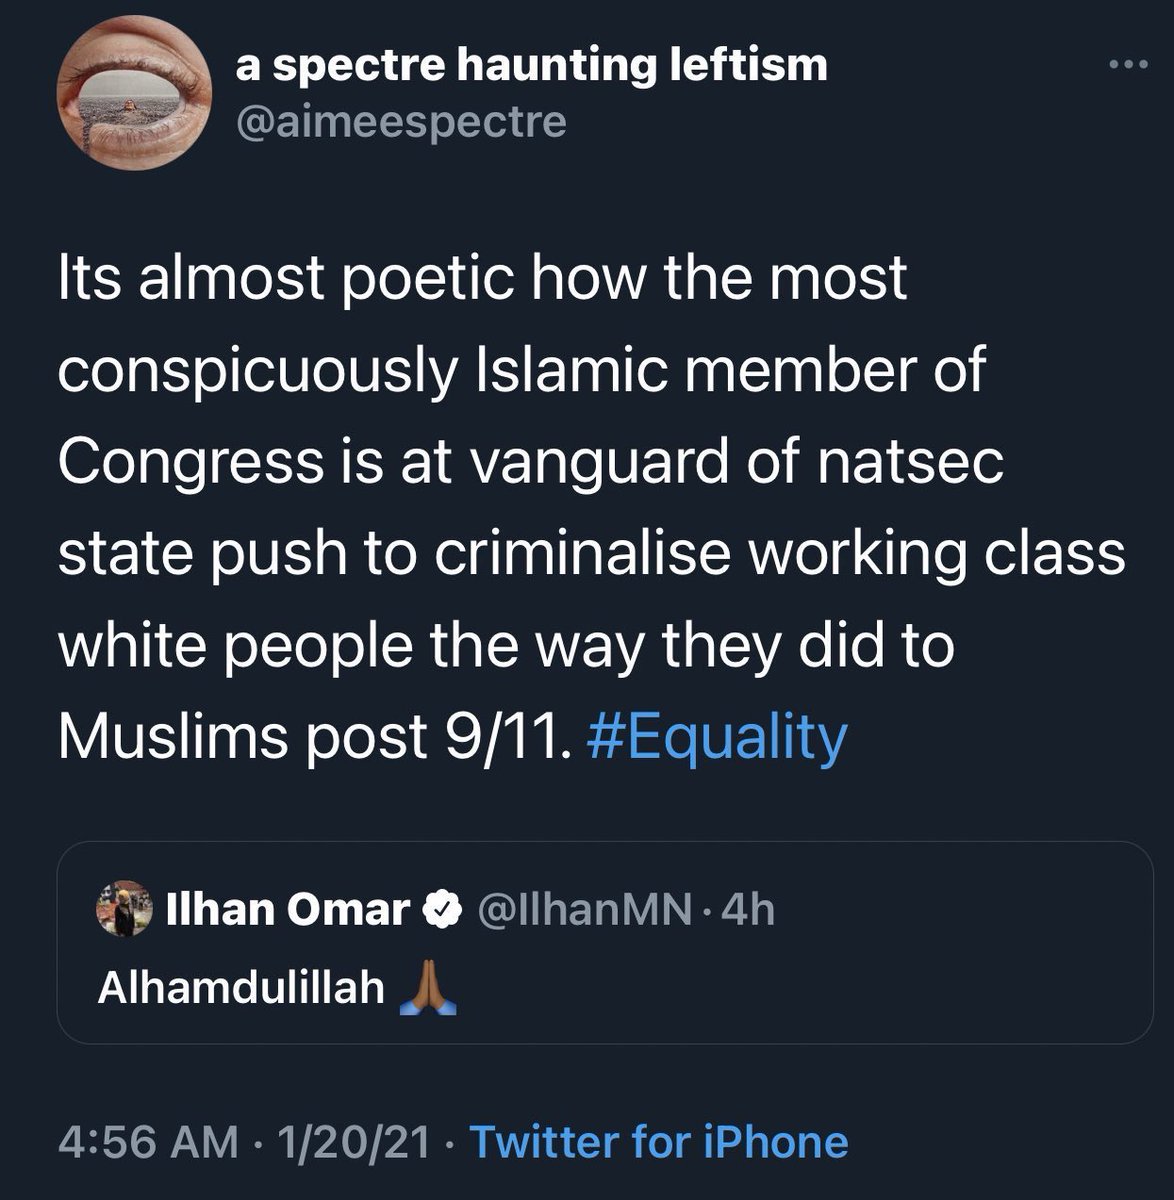 a spectre haunting leftism
@aimeespectre
Its almost poetic how the most
conspicuously Islamic member of
Congress is at vanguard of natsec
state push to criminalise working class
white people the way they did to
Muslims post 9/11. #Equality
Ilhan Omar @IlhanMN · 4h
Alhamdulillah 🙏🏾
4:56 AM · 1/20/21 · Twitter for iPhone